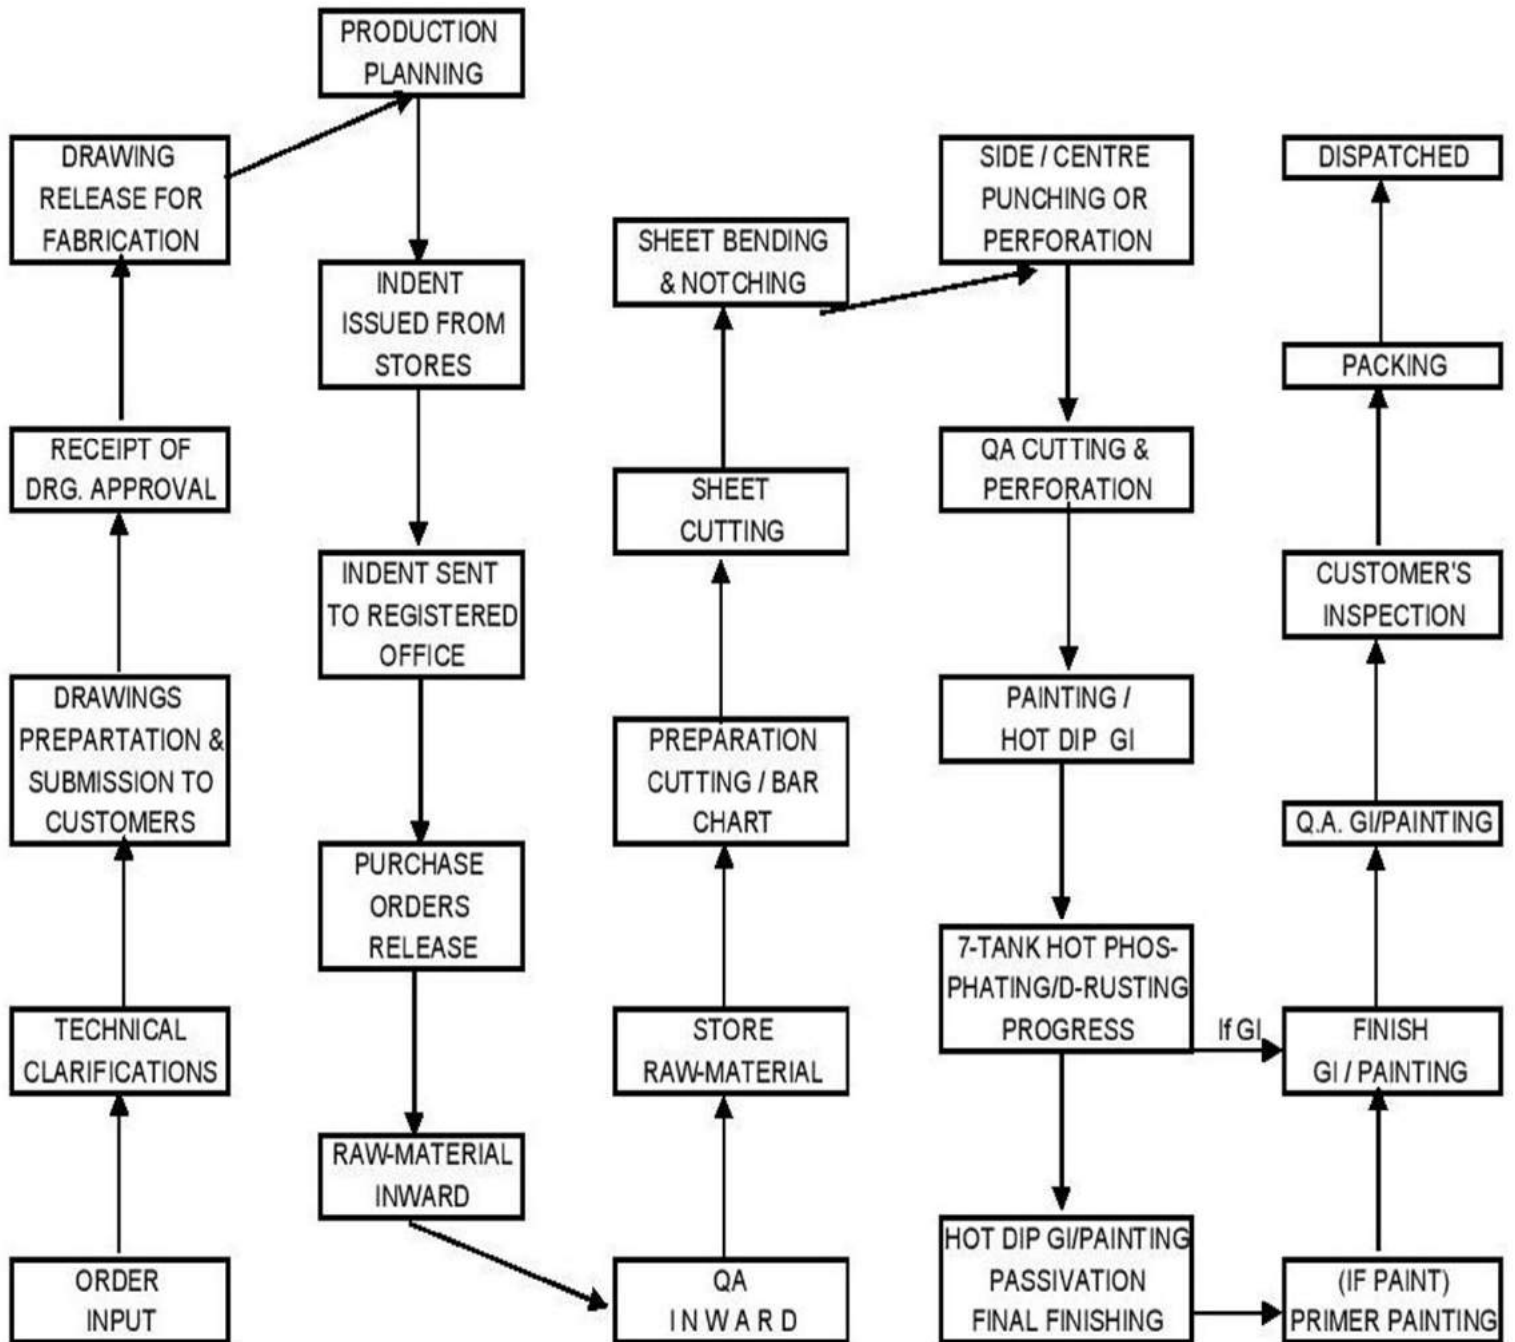 PRODUCTION
PLANNING
DRAWING
RELEASE FOR
FABRICATION
SIDE / CENTRE
PUNCHING OR
PERFORATION
DISPATCHED
SHEET BENDING
& NOTCHING
INDENT
ISSUED FROM
STORES
PACKING
RECEIPT OF
DRG. APPROVAL
QA CUTTING &
PERFORATION
SHEET
CUTTING
INDENT SENT
TO REGISTERED
OFFICE
CUSTOMER'S
INSPECTION
DRAWINGS
PREPARTATION &
SUBMISSION TO
CUSTOMERS
PAINTING /
HOT DIP GI
PREPARATION
CUTTING / BAR
CHART
Q.A. GI/PAINTING
PURCHASE
ORDERS
RELEASE
7-TANK HOT PHOS-
PHATING/D-RUSTING
PROGRESS
If GI
TECHNICAL
CLARIFICATIONS
STORE
RAW-MATERIAL
FINISH
GI / PAINTING
RAW-MATERIAL
INWARD
HOT DIP GI/PAINTING
PASSIVATION
FINAL FINISHING
ORDER
INPUT
QA
I N W A R D
(IF PAINT)
PRIMER PAINTING